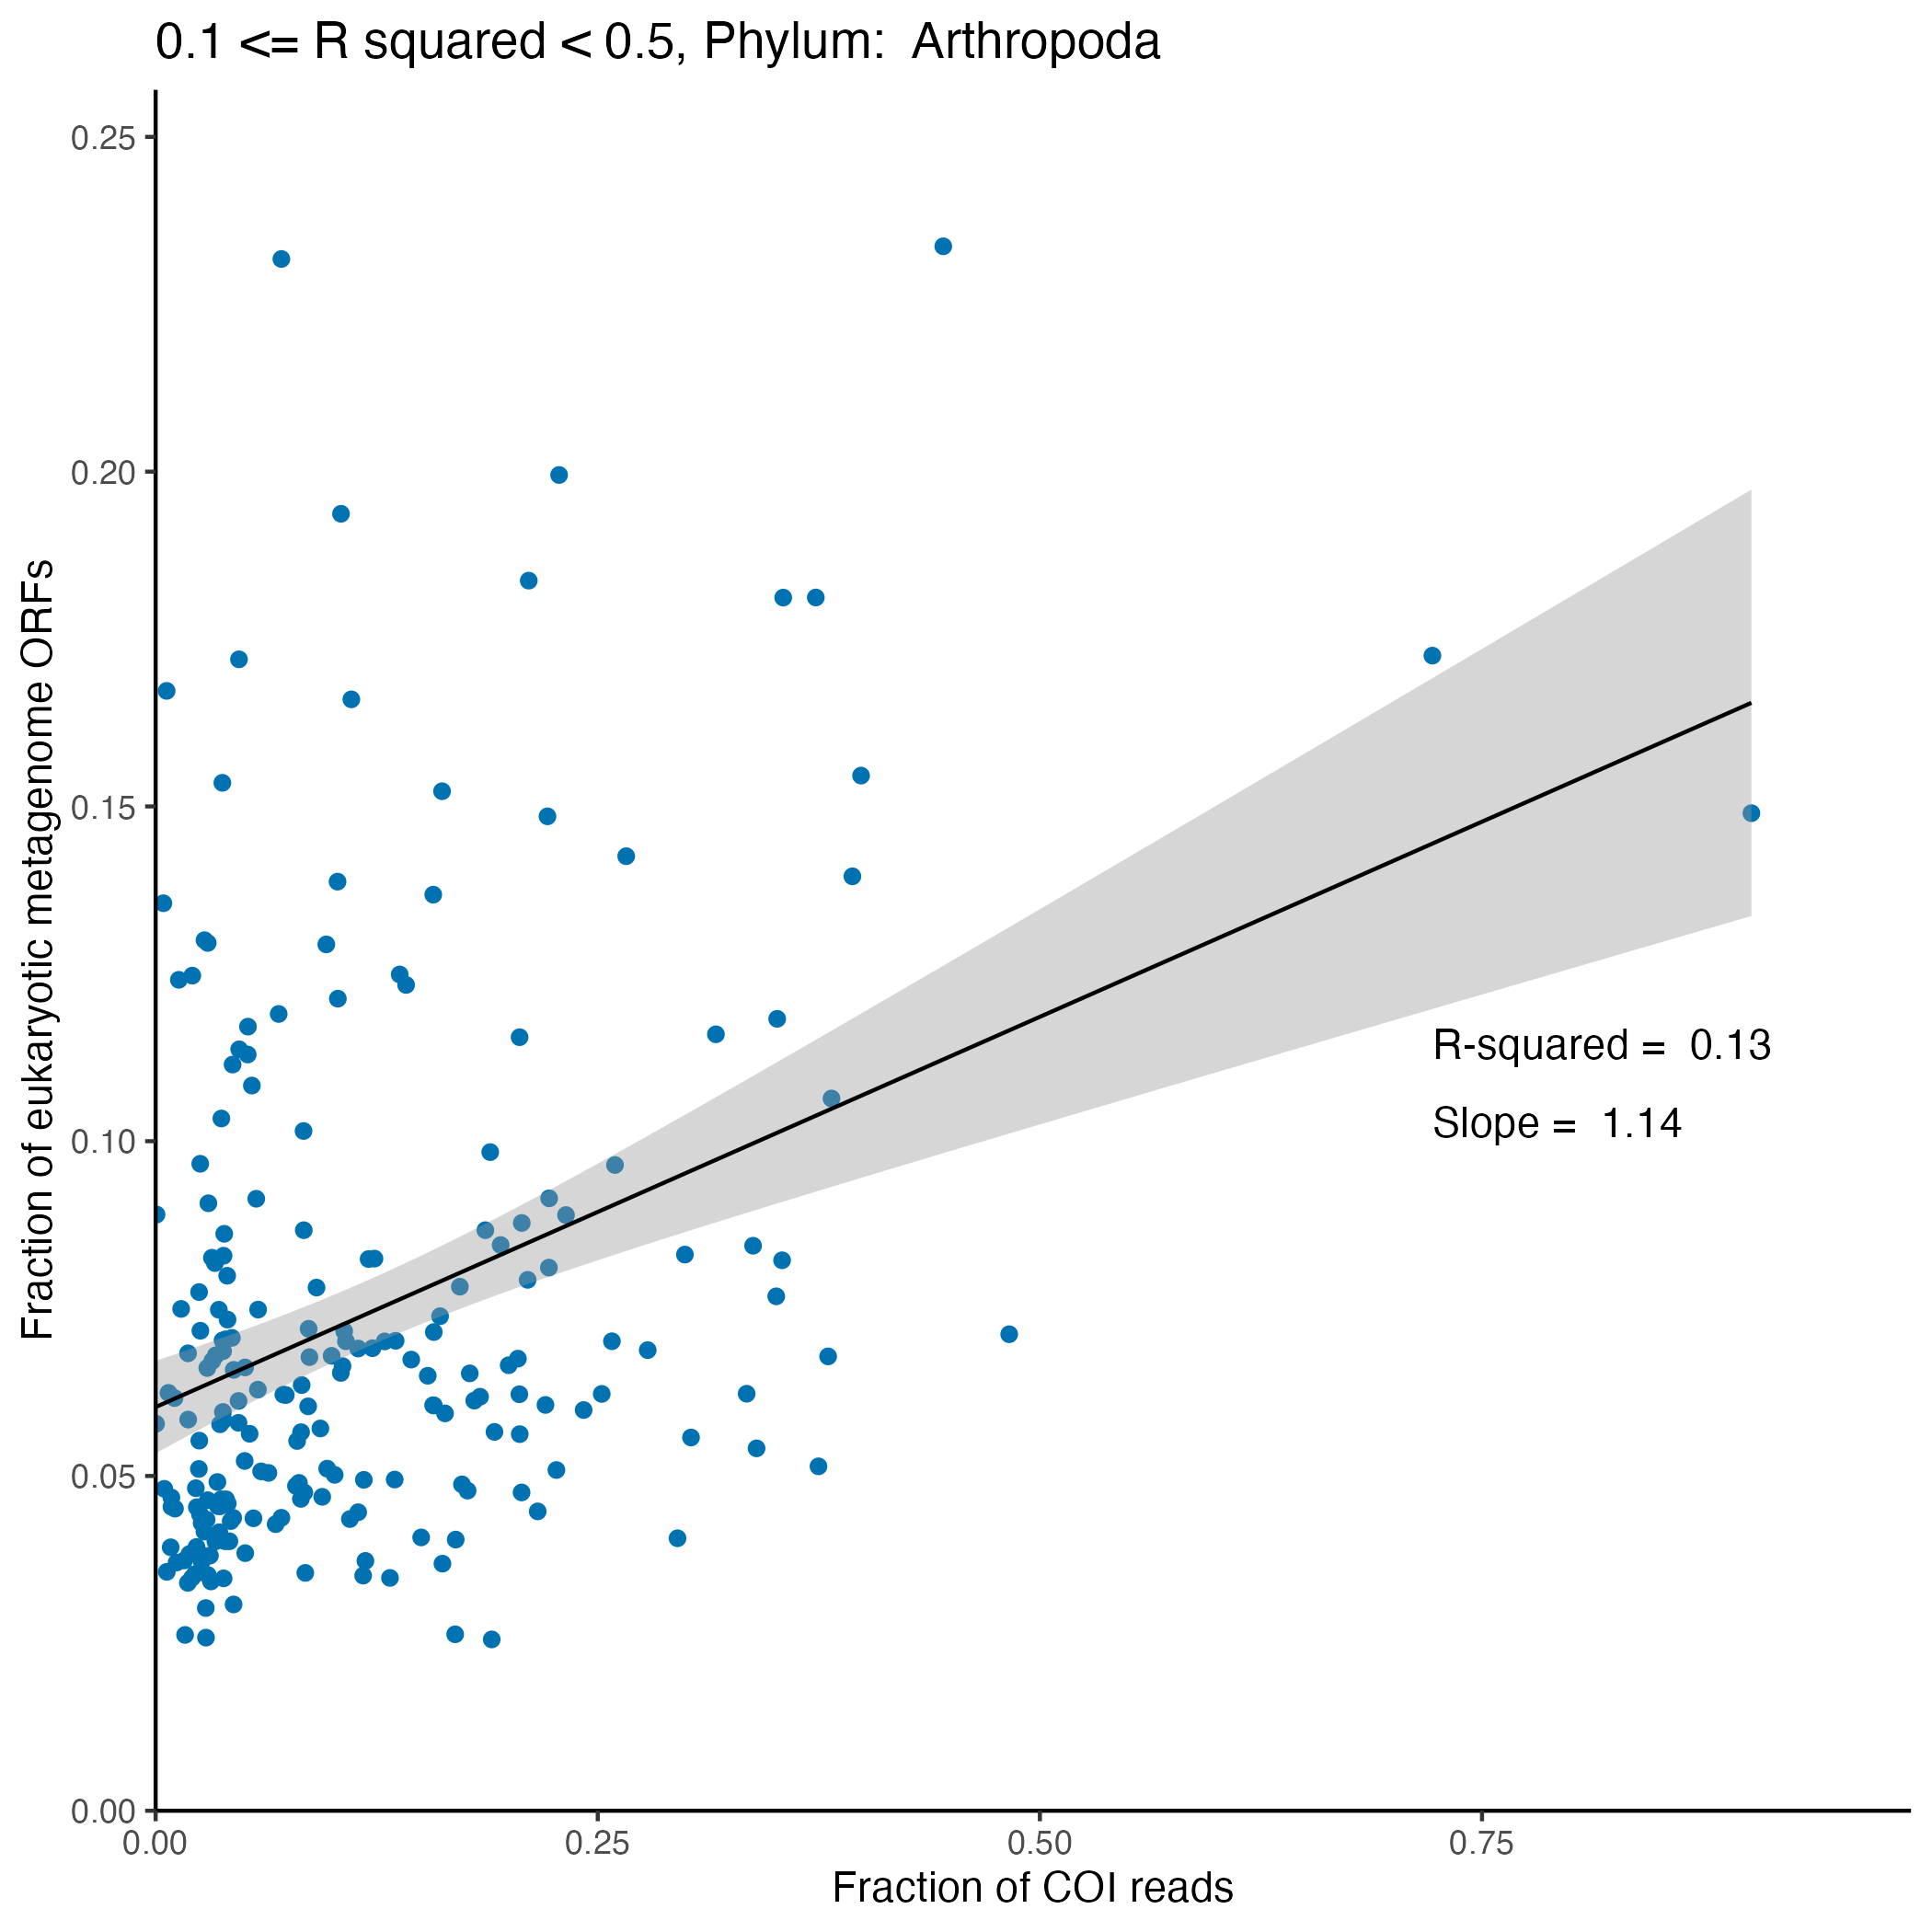 0.1 <= R squared < 0.5, Phylum:  Arthropoda
0.25
0.20
0.15
0.10
0.05
0.00
Fraction of eukaryotic metagenome ORFs
R-squared =  0.13
Slope =  1.14
0.00
0.25
0.50
0.75
Fraction of COI reads